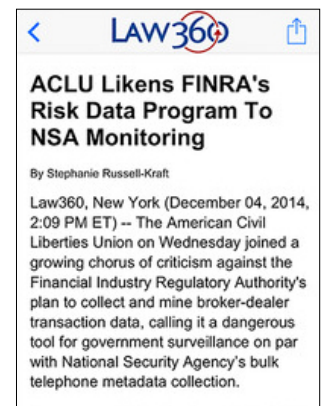 LAW360
ACLU Likens FINRA's
Risk Data Program To
NSA Monitoring
By Stephanie Russell-Kraft
Law360, New York (December 04, 2014,
2:09 PM ET) -- The American Civil
Liberties Union on Wednesday joined a
growing chorus of criticism against the
Financial Industry Regulatory Authority's
plan to collect and mine broker-dealer
transaction data, calling it a dangerous
tool for government surveillance on par
with National Security Agency's bulk
telephone metadata collection.